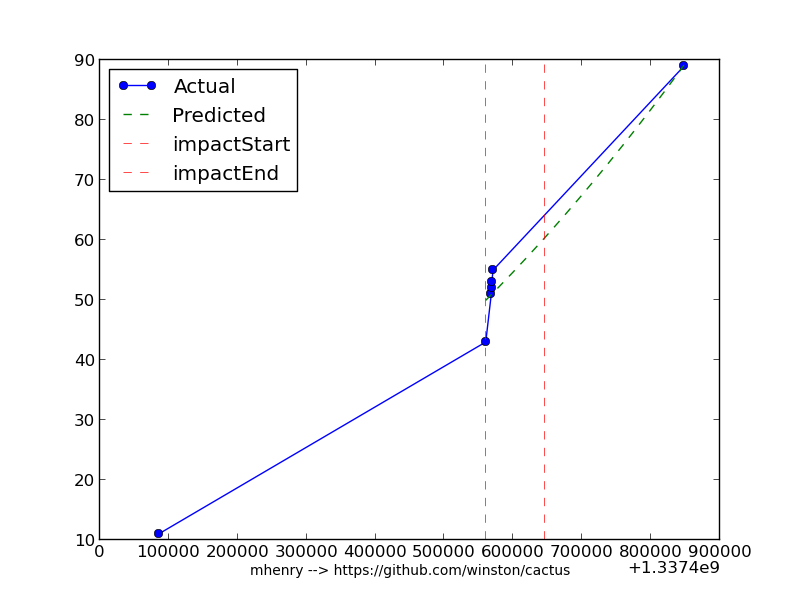 90
80
70
60
50
40
30
20
10
Actual
Predicted
impactStart
impactEnd
0 100000 200000 300000 400000 500000 600000 700000 800000 900000
mhenry --> https://github.com/winston/cactus
+1.3374e9